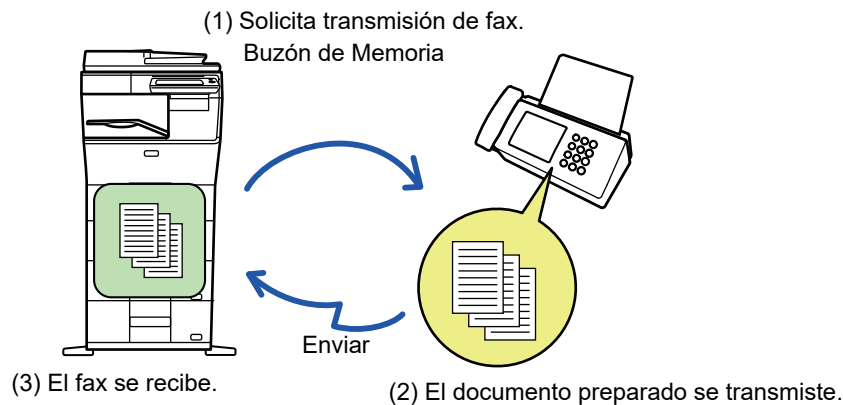 (1) Solicita transmisión de fax.
Buzón de Memoria
Enviar
(3) El fax se recibe.
(2) El documento preparado se transmiste.